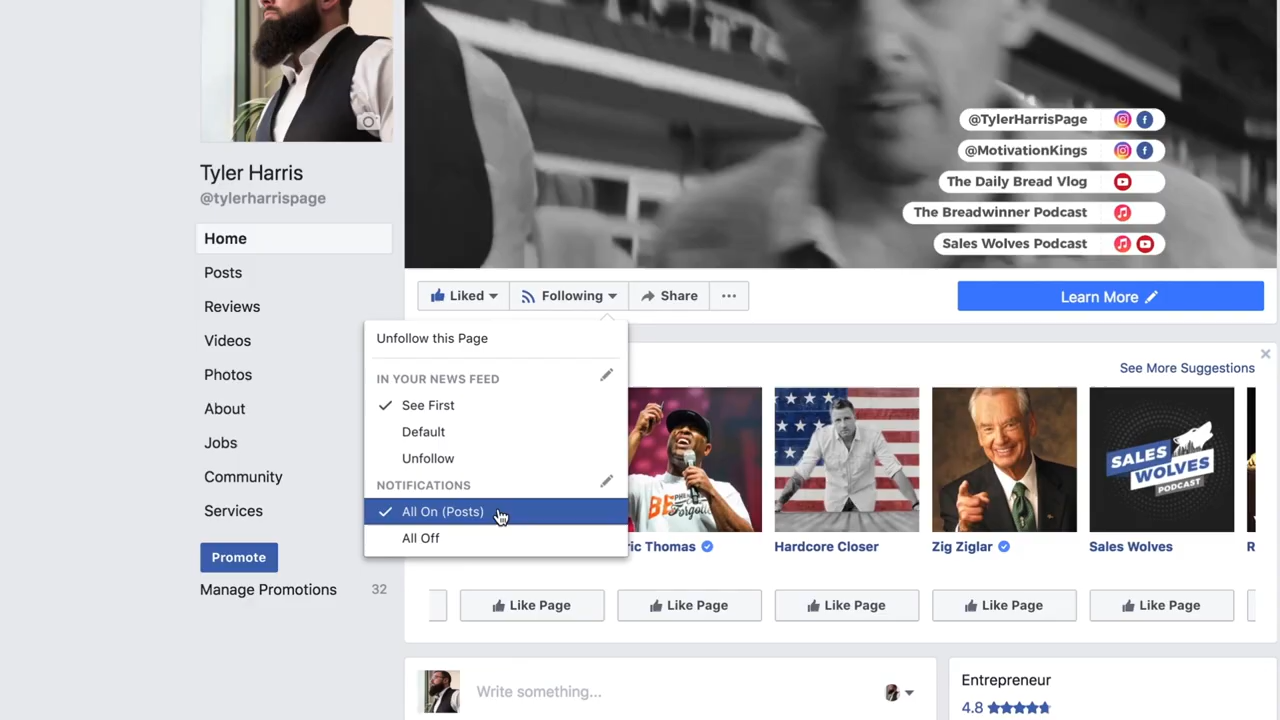 @TylerHarrisPage
@MotivationKings
The Daily Bread Vlog
The Breadwinner Podcast
Sales Wolves Podcast
Tyler Harris
@tylerharrispage
Home
Posts
Reviews
Videos
Photos
About
Jobs
Community
Services
Promote
Manage Promotions 32
Liked Following Share
Learn More
Unfollow this Page
IN YOUR NEWS FEED
See First
Default
Unfollow
NOTIFICATIONS
All On (Posts)
All Off
See More Suggestions
SALES
WOLVES
PODCAST
ric Thomas
Hardcore Closer
Zig Ziglar
Sales Wolves
R
Like Page
Like Page
Like Page
Like Page
Like Page
Write something...
Entrepreneur
4.8